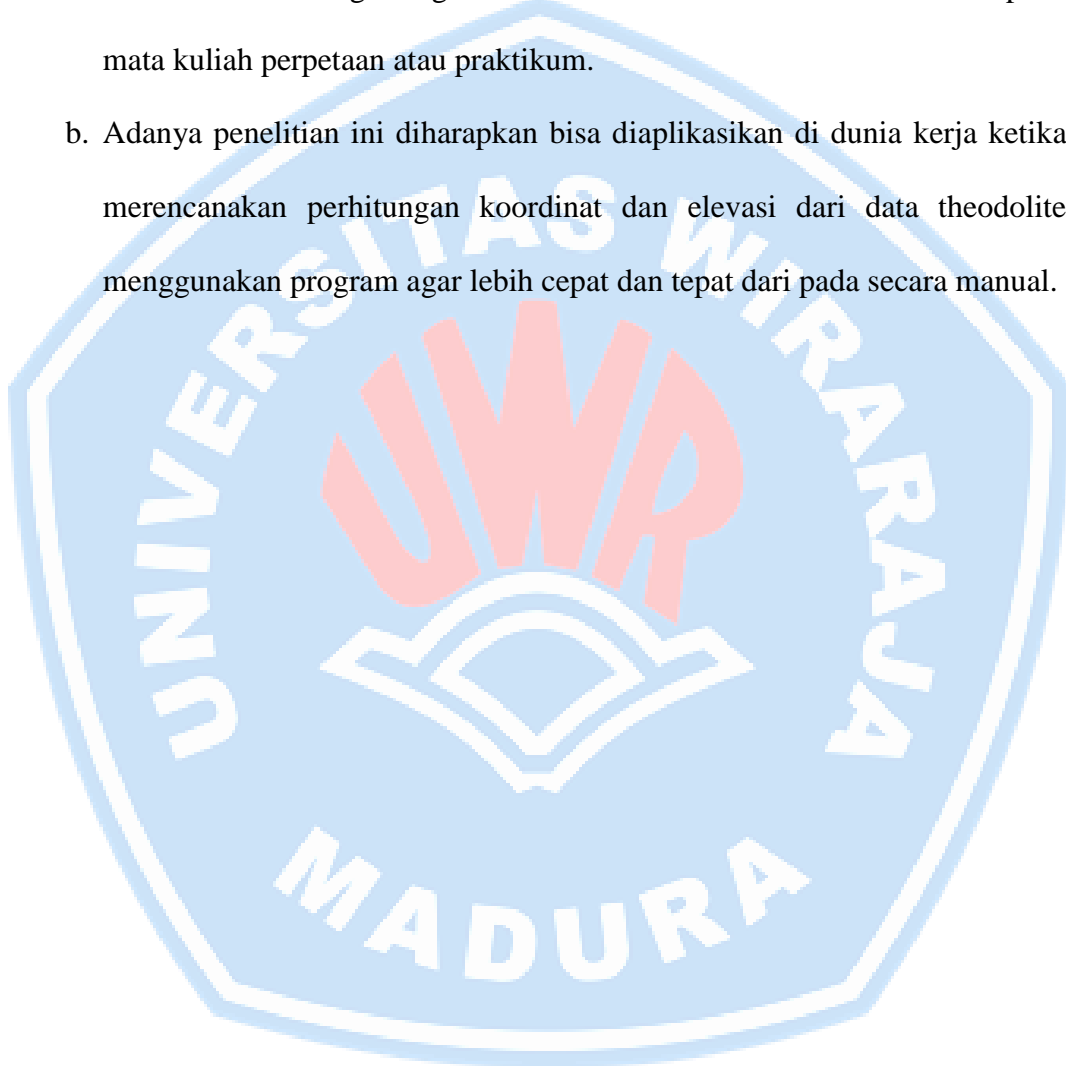 mata kuliah perpetaan atau praktikum.
b. Adanya penelitian ini diharapkan bisa diaplikasikan di dunia kerja ketika
merencanakan perhitungan koordinat dan elevasi dari data theodolite
menggunakan program agar lebih cepat dan tepat dari pada secara manual.
UNIVERSITAS WIRARAJA
UWR
MADURA